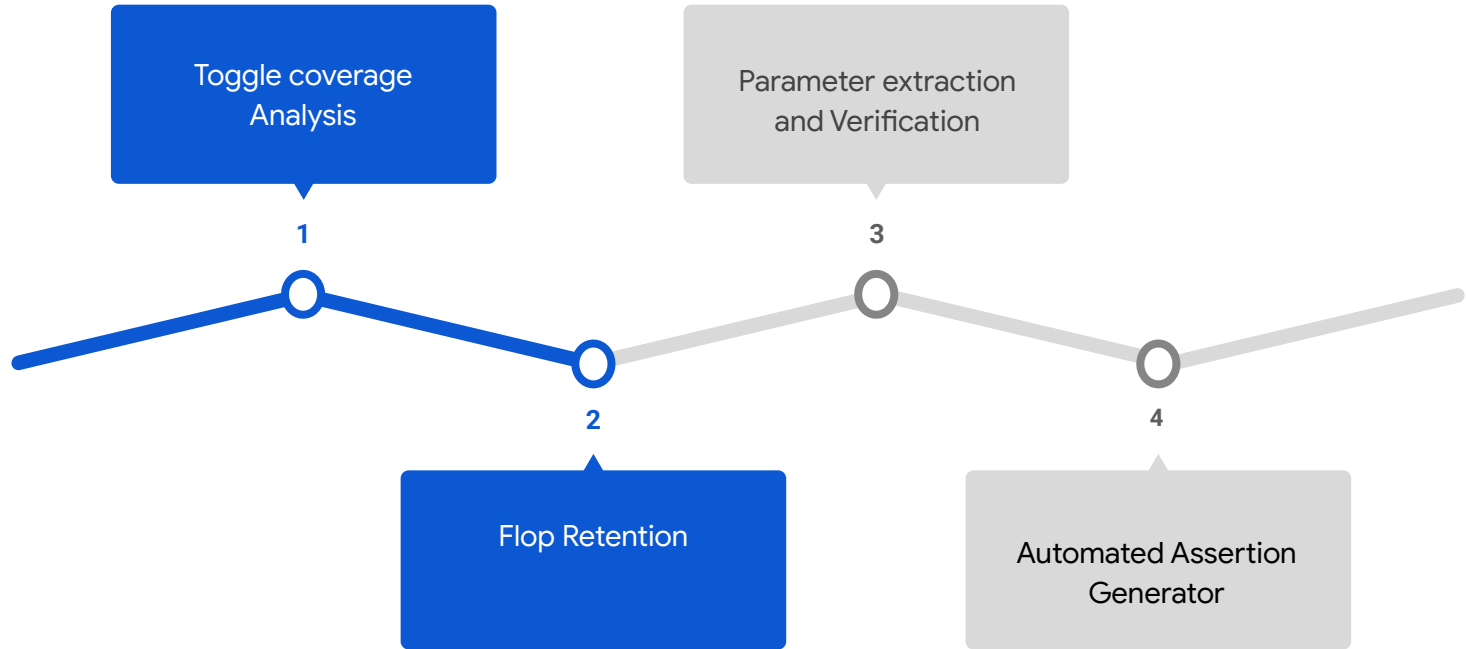 Toggle coverage
Analysis
1
Parameter extraction
and Verification
3
2
Flop Retention
4
Automated Assertion
Generator